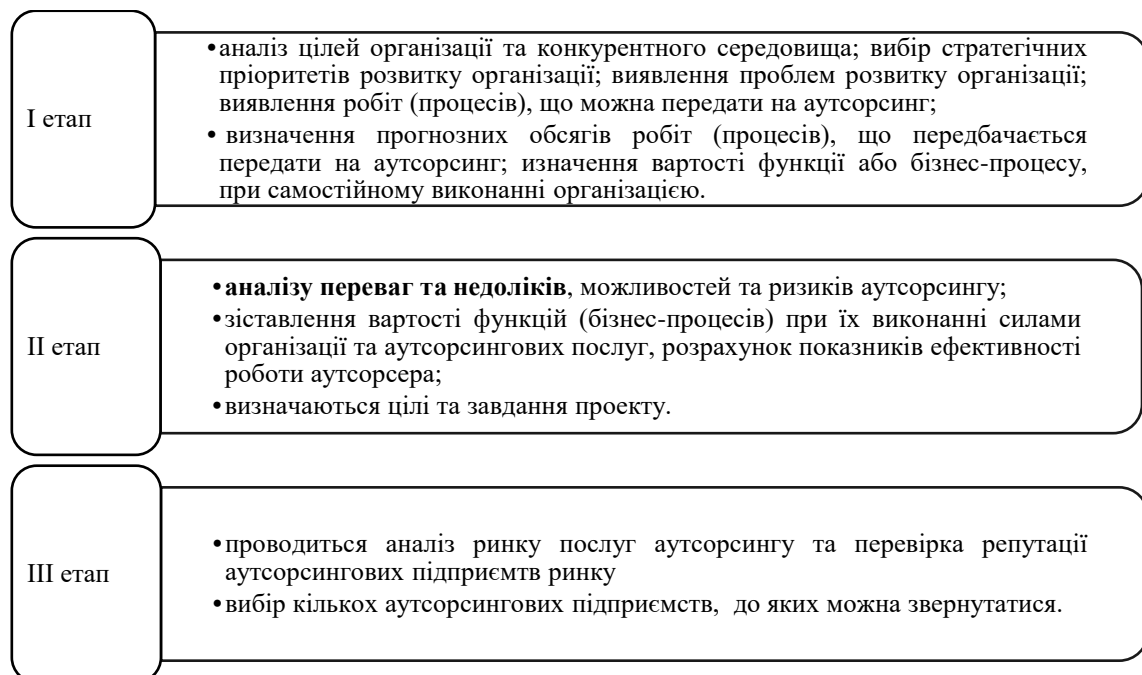 І етап
•аналіз цілей організації та конкурентного середовища; вибір стратегічних
пріоритетів розвитку організації; виявлення проблем розвитку організації;
виявлення робіт (процесів), що можна передати на аутсорсинг;
• визначення прогнозних обсягів робіт (процесів), що передбачається
передати на аутсорсинг; изначення вартості функції або бізнес-процесу,
при самостійному виконанні організацією.
ІІ етап
•аналізу переваг та недоліків, можливостей та ризиків аутсорсингу;
•зіставлення вартості функцій (бізнес-процесів) при їх виконанні силами
організації та аутсорсингових послуг, розрахунок показників ефективності
роботи аутсорсера;
•визначаються цілі та завдання проекту.
ІІІ етап
•проводиться аналіз ринку послуг аутсорсингу та перевірка репутації
аутсорсингових підприємтв ринку
•вибір кількох аутсорсингових підприємств, до яких можна звернутатися.